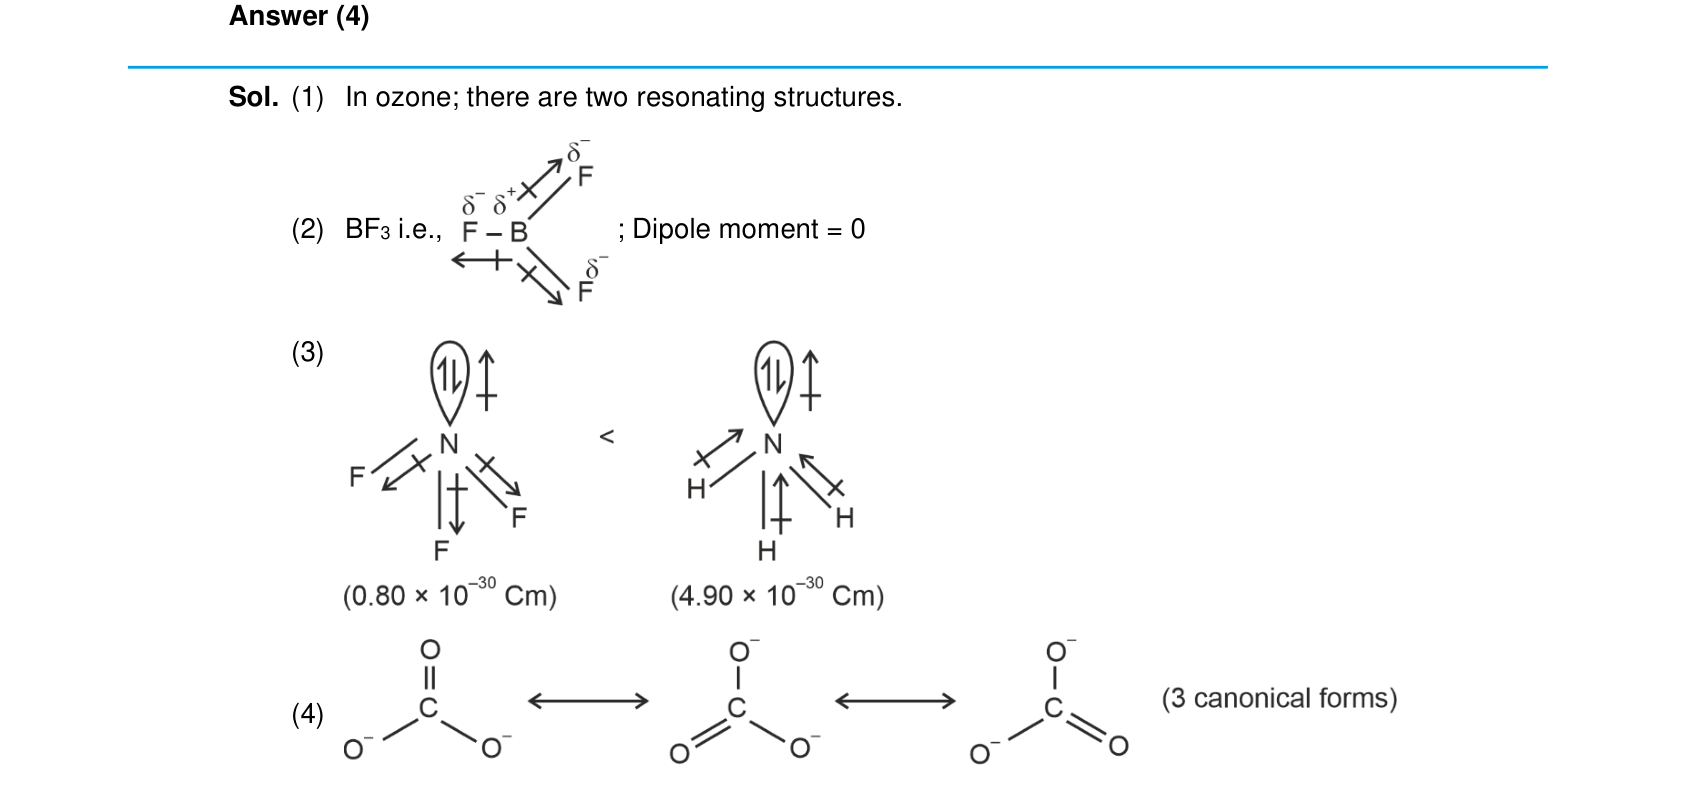 Answer (4)
Sol. (1) In ozone; there are two resonating structures.
δ⁻
F
δ⁻ δ⁺
(2) BF₃ i.e., F – B ; Dipole moment = 0
δ⁻
F
(3)
N < N
F H
F H
F H
(0.80 × 10⁻³⁰ Cm) (4.90 × 10⁻³⁰ Cm)
O O⁻ O⁻
(4) C C C (3 canonical forms)
O⁻ O⁻ O O⁻ O⁻ O